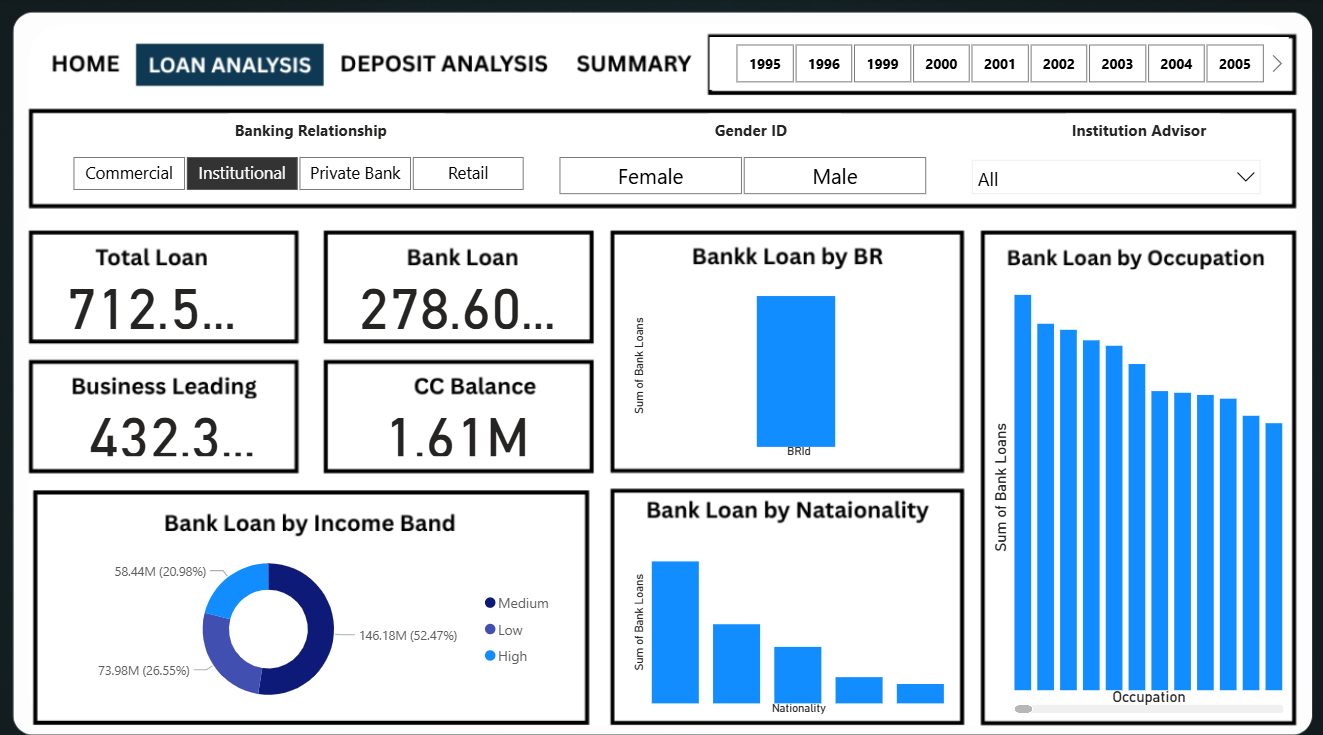 HOME LOAN ANALYSIS DEPOSIT ANALYSIS SUMMARY
1995 1996 1999 2000 2001 2002 2003 2004 2005
Banking Relationship
Commercial Institutional Private Bank Retail
Gender ID
Female Male
Institution Advisor
All
Total Loan
712.5...
Bank Loan
278.60...
Business Leading
432.3...
CC Balance
1.61M
Bankk Loan by BR
Sum of Bank Loans
BRId
Bank Loan by Occupation
Sum of Bank Loans
Occupation
Bank Loan by Income Band
58.44M (20.98%)
146.18M (52.47%)
73.98M (26.55%)
Medium
Low
High
Bank Loan by Nataionality
Sum of Bank Loans
Nationality